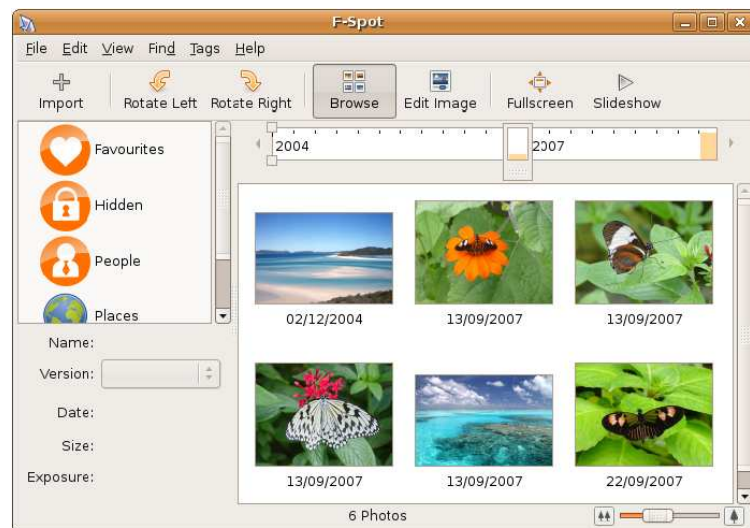 F-Spot
File Edit View Find Tags Help
Import Rotate Left Rotate Right Browse Edit Image Fullscreen Slideshow
Favourites
Hidden
People
Places
Name:
Version:
Date:
Size:
Exposure:
2004 2007
02/12/2004 13/09/2007 13/09/2007
13/09/2007 13/09/2007 22/09/2007
6 Photos